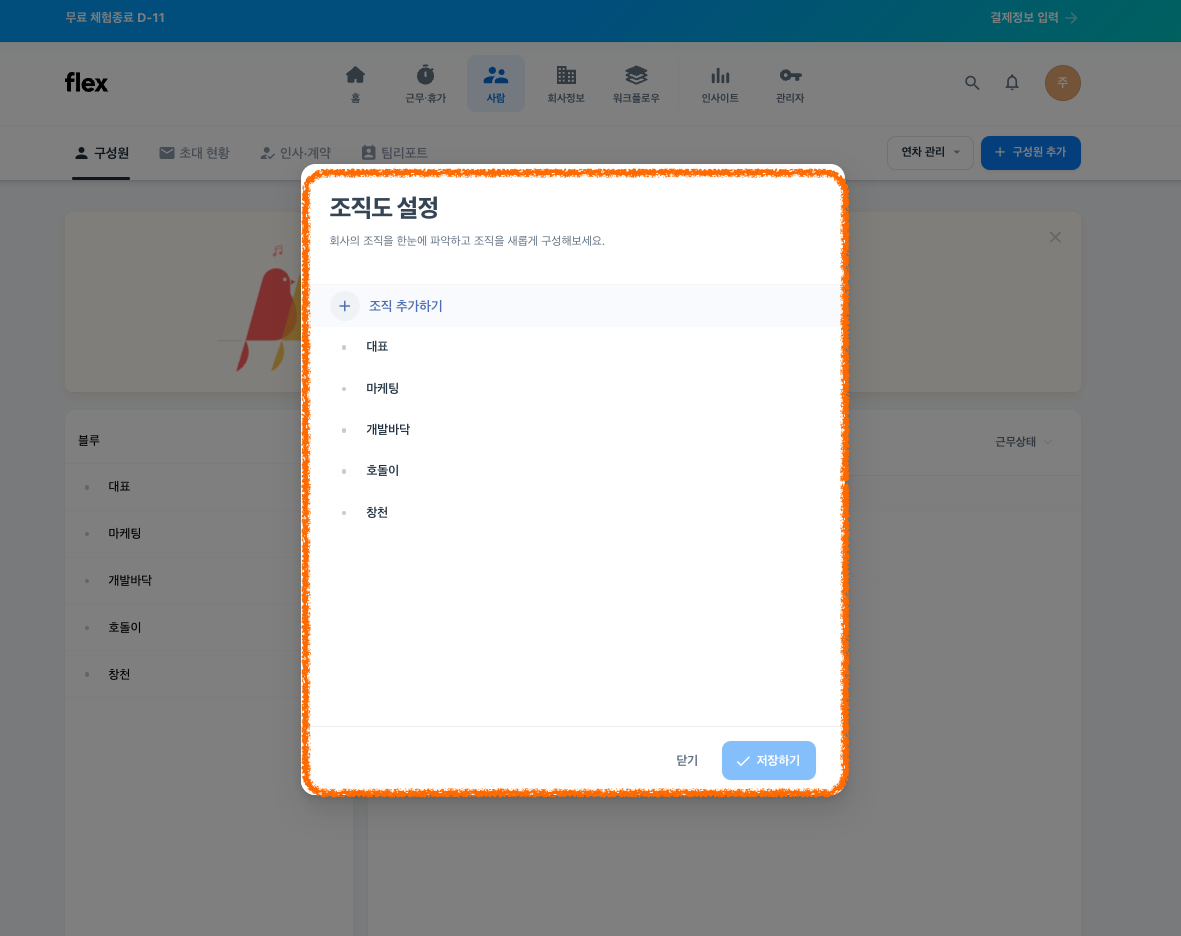 무료 체험종료 D-11
결제정보 입력
flex
홈
근무·휴가
사람
회사정보
워크플로우
인사이트
관리자
주
구성원
초대 현황
인사·계약
팀리포트
연차 관리
구성원 추가
조직도 설정
회사의 조직을 한눈에 파악하고 조직을 새롭게 구성해보세요.
조직 추가하기
대표
마케팅
개발바닥
호돌이
창천
닫기
저장하기
블루
대표
마케팅
개발바닥
호돌이
창천
근무상태